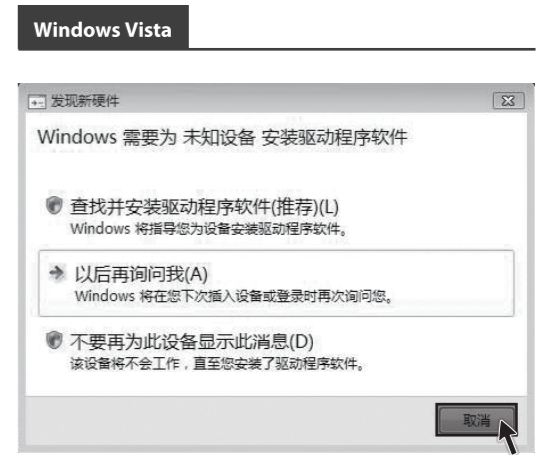 Windows Vista
发现新硬件
Windows 需要为 未知设备 安装驱动程序软件
查找并安装驱动程序软件(推荐)(L)
Windows 将指导您为设备安装驱动程序软件。
以后再询问我(A)
Windows 将在您下次插入设备或登录时再次询问您。
不要再为此设备显示此消息(D)
该设备将不会工作，直至您安装了驱动程序软件。
取消